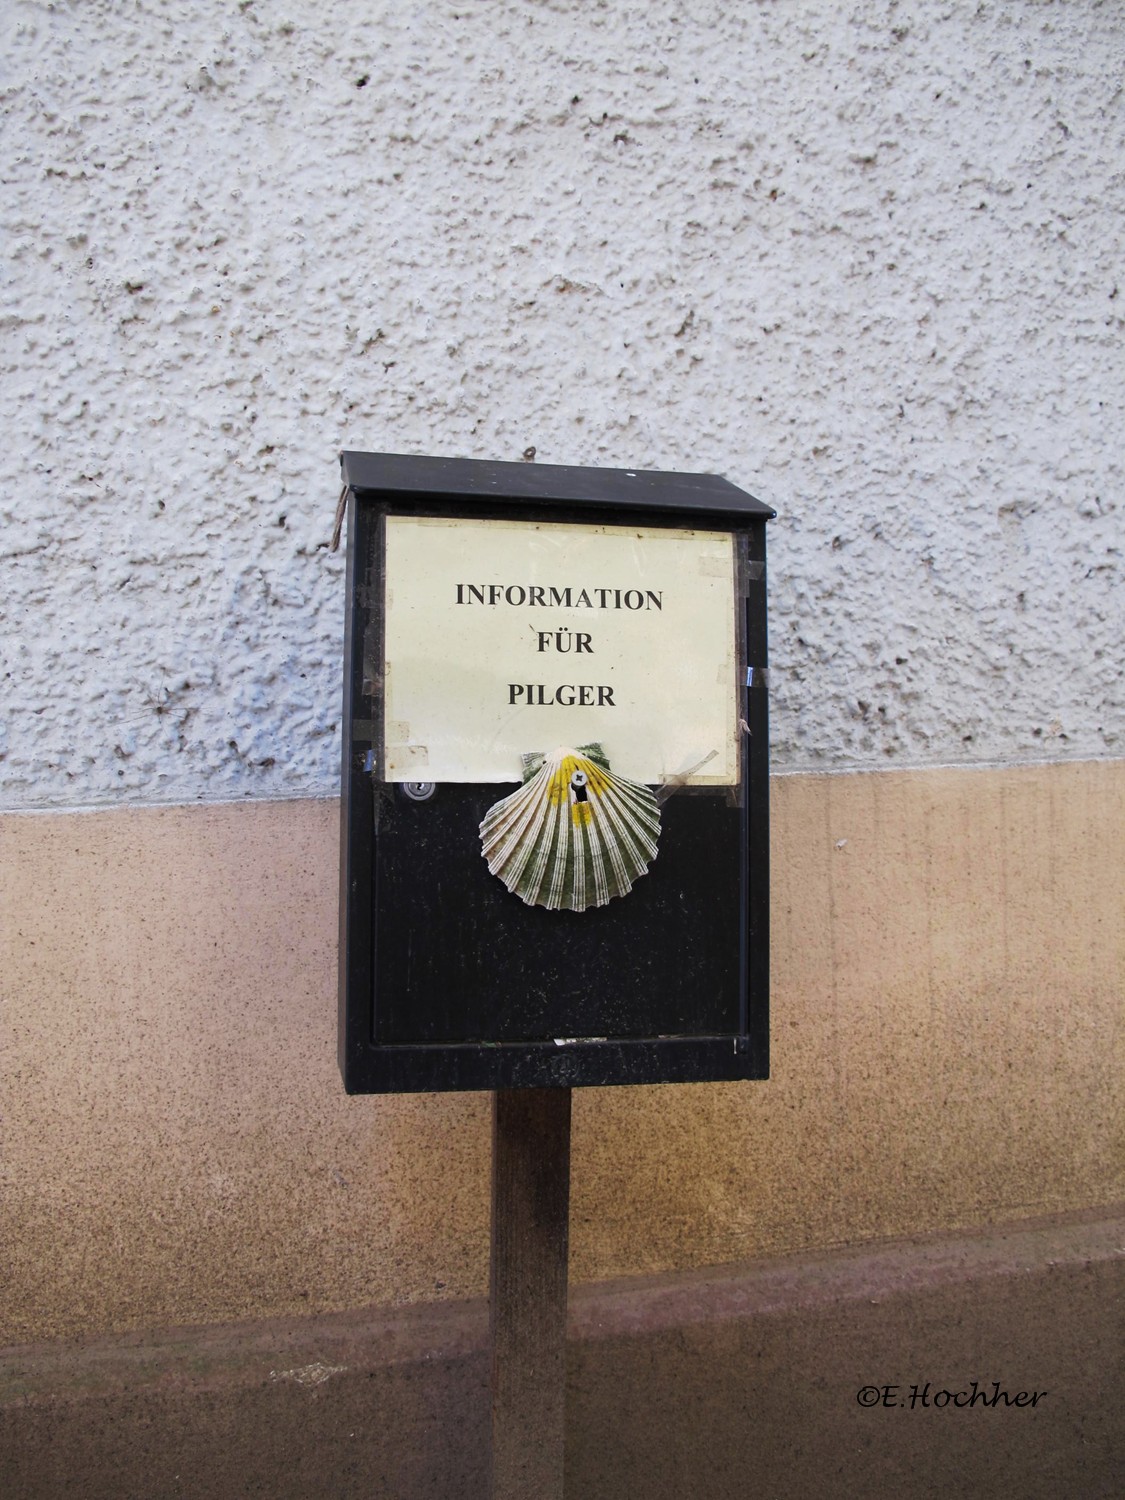 INFORMATION
FÜR
PILGER
©E.Hochher